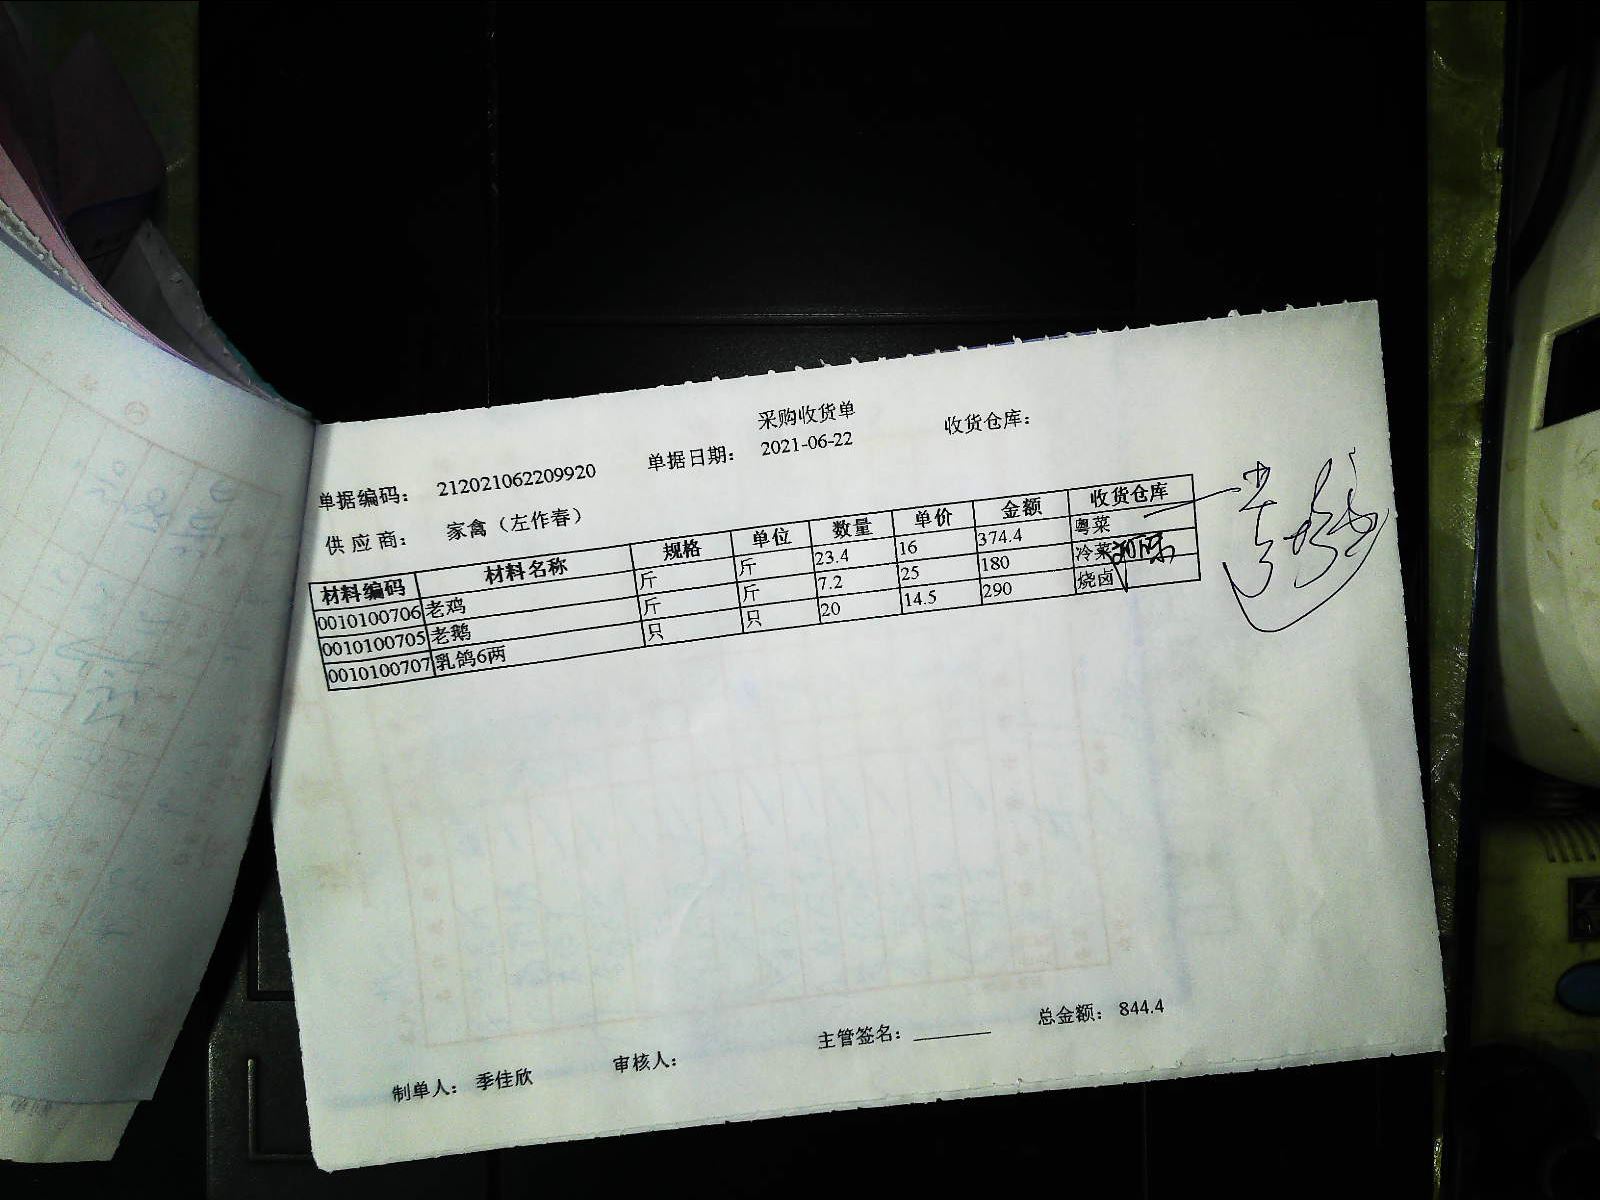 采购收货单
单据编码： 212021062209920 单据日期： 2021-06-22 收货仓库：
供应商： 家禽（左作春）
材料编码 材料名称 规格 单位 数量 单价 金额 收货仓库
0010100706 老鸡 斤 斤 23.4 16 374.4 粤菜
0010100705 老鹅 斤 斤 7.2 25 180 冷菜
0010100707 乳鸽6两 只 只 20 14.5 290 烧卤
制单人： 季佳欣 审核人： 主管签名： 总金额： 844.4